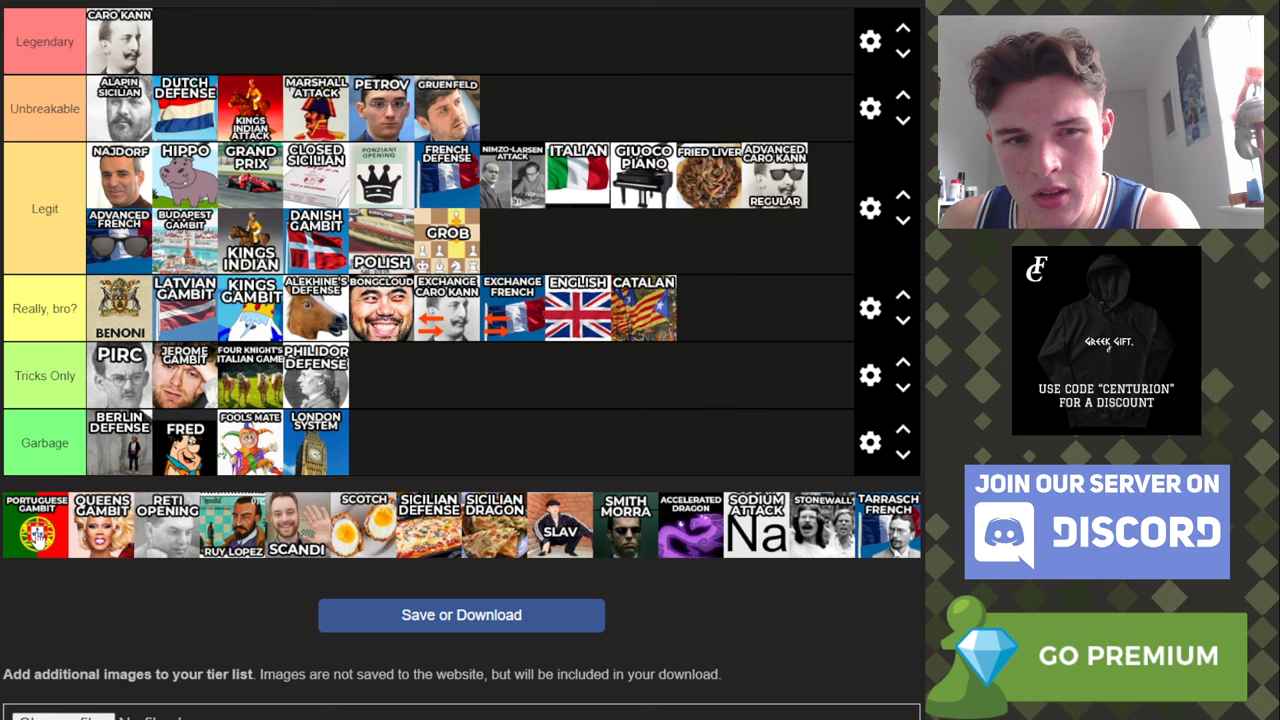 Legendary
CARO KANN
Unbreakable
ALAPIN
SICILIAN
DUTCH
DEFENSE
KINGS
INDIAN
ATTACK
MARSHALL
ATTACK
PETROV
GRUENFELD
Legit
NAJDORF
HIPPO
GRAND
PRIX
CLOSED
SICILIAN
PONZIANI
OPENING
FRENCH
DEFENSE
NIMZO-LARSEN
ATTACK
ITALIAN
GIUOCO
PIANO
FRIED LIVER
ADVANCED
CARO KANN
REGULAR
ADVANCED
FRENCH
BUDAPEST
GAMBIT
KINGS
INDIAN
DANISH
GAMBIT
KIRKLAND
POLISH
GROB
Really, bro?
BENONI
LATVIAN
GAMBIT
KINGS
GAMBIT
ALEKHINE'S
DEFENSE
BONGCLOUD
EXCHANGE
CARO KANN
EXCHANGE
FRENCH
ENGLISH
CATALAN
Tricks Only
PIRC
JEROME
GAMBIT
FOUR KNIGHT'S
ITALIAN GAME
PHILIDOR
DEFENSE
Garbage
BERLIN
DEFENSE
FRED
FOOLS MATE
LONDON
SYSTEM
PORTUGUESE
GAMBIT
QUEENS
GAMBIT
RETI
OPENING
RUY LOPEZ
SCANDI
SCOTCH
SICILIAN
DEFENSE
SICILIAN
DRAGON
SLAV
SMITH
MORRA
ACCELERATED
DRAGON
SODIUM
ATTACK
Na
STONEWALL
TARRASCH
FRENCH
Save or Download
Add additional images to your tier list. Images are not saved to the website, but will be included in your download.
GREEK GIFT.
USE CODE "CENTURION"
FOR A DISCOUNT
JOIN OUR SERVER ON
DISCORD
GO PREMIUM